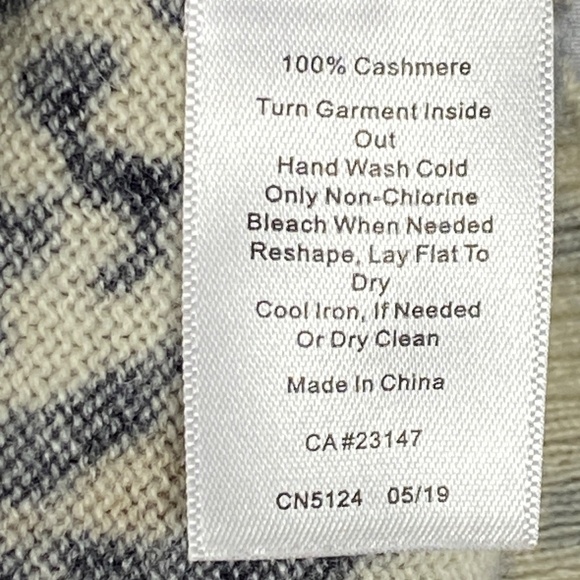 100% Cashmere
Turn Garment Inside
Out
Hand Wash Cold
Only Non-Chlorine
Bleach When Needed
Reshape, Lay Flat To
Dry
Cool Iron, If Needed
Or Dry Clean
Made In China
CA#23147
CN5124 05/19